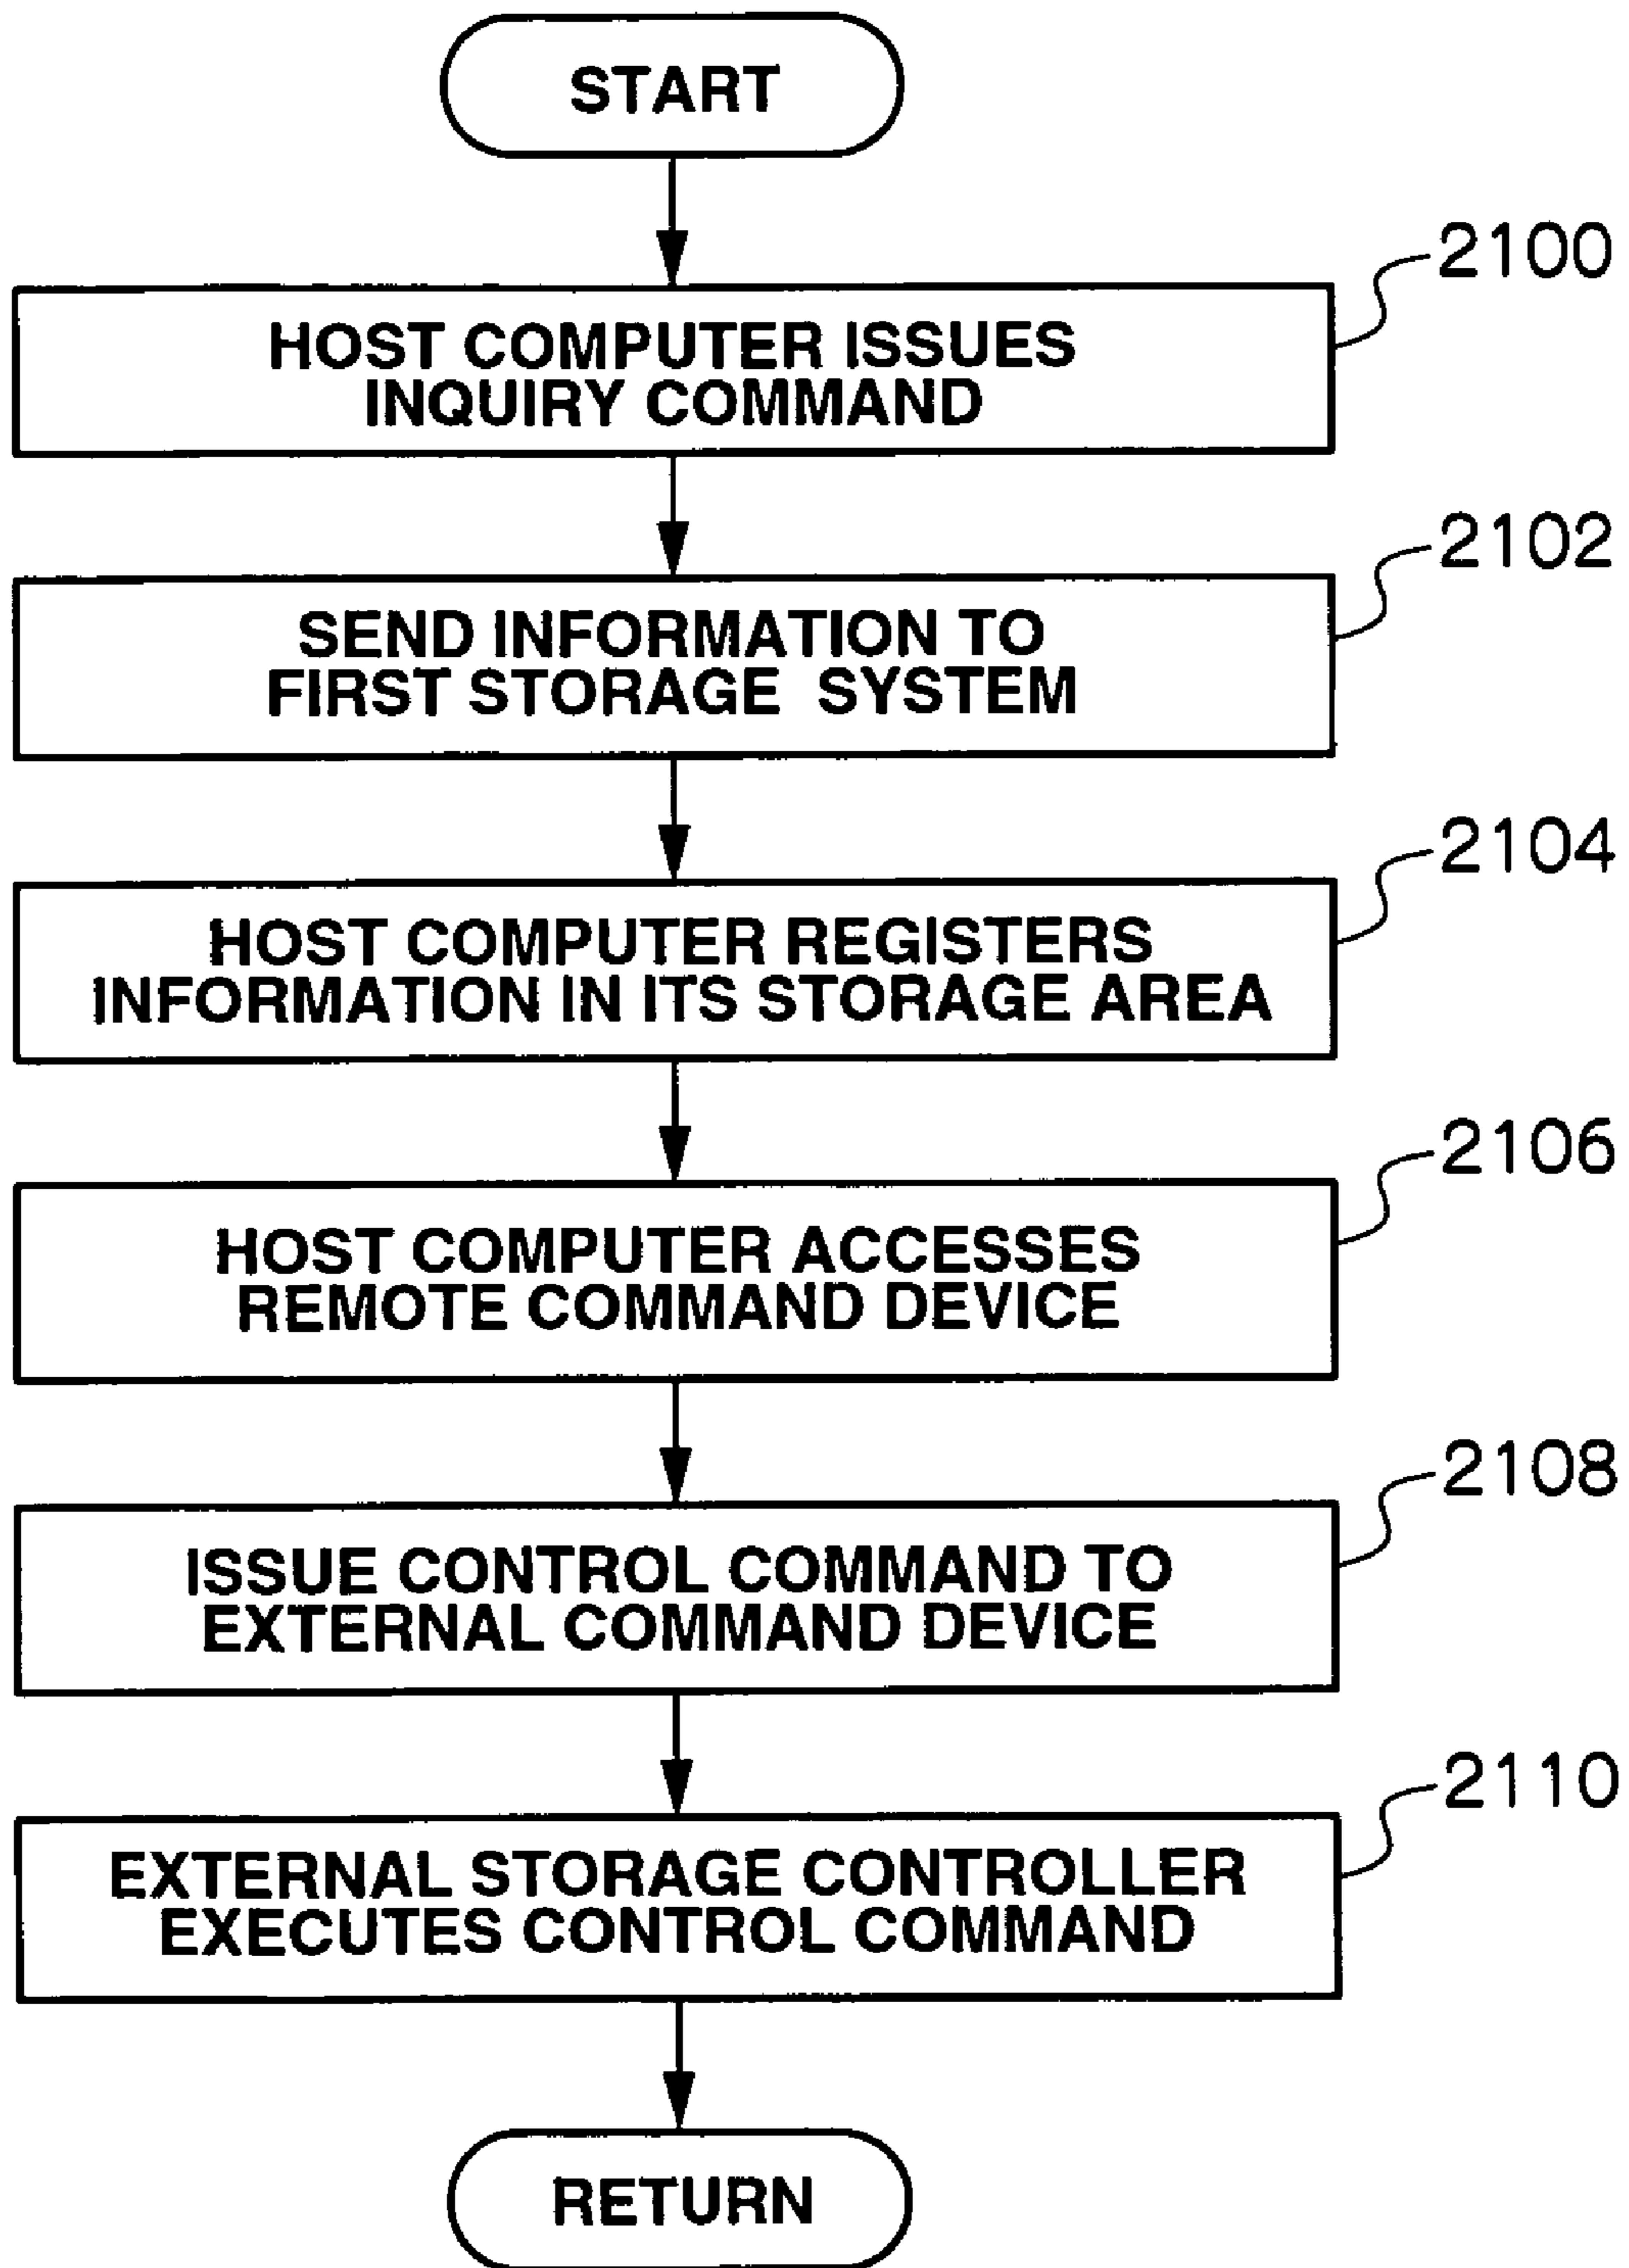 START
2100
HOST COMPUTER ISSUES
INQUIRY COMMAND
2102
SEND INFORMATION TO
FIRST STORAGE SYSTEM
2104
HOST COMPUTER REGISTERS
INFORMATION IN ITS STORAGE AREA
2106
HOST COMPUTER ACCESSES
REMOTE COMMAND DEVICE
2108
ISSUE CONTROL COMMAND TO
EXTERNAL COMMAND DEVICE
2110
EXTERNAL STORAGE CONTROLLER
EXECUTES CONTROL COMMAND
RETURN